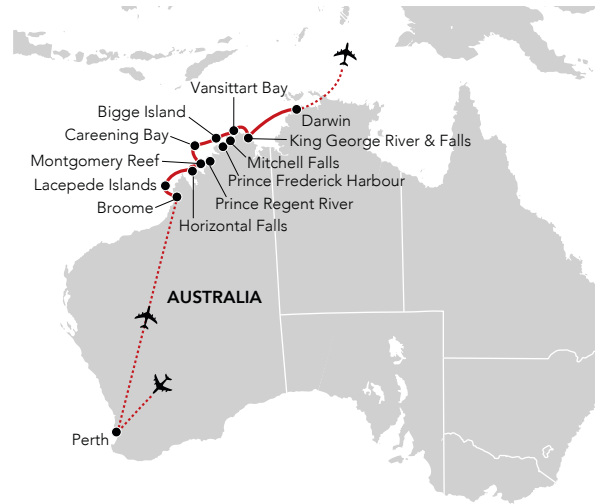 Vansittart Bay
Bigge Island
Darwin
Careening Bay
King George River & Falls
Montgomery Reef
Mitchell Falls
Lacepede Islands
Prince Frederick Harbour
Broome
Prince Regent River
Horizontal Falls
AUSTRALIA
Perth